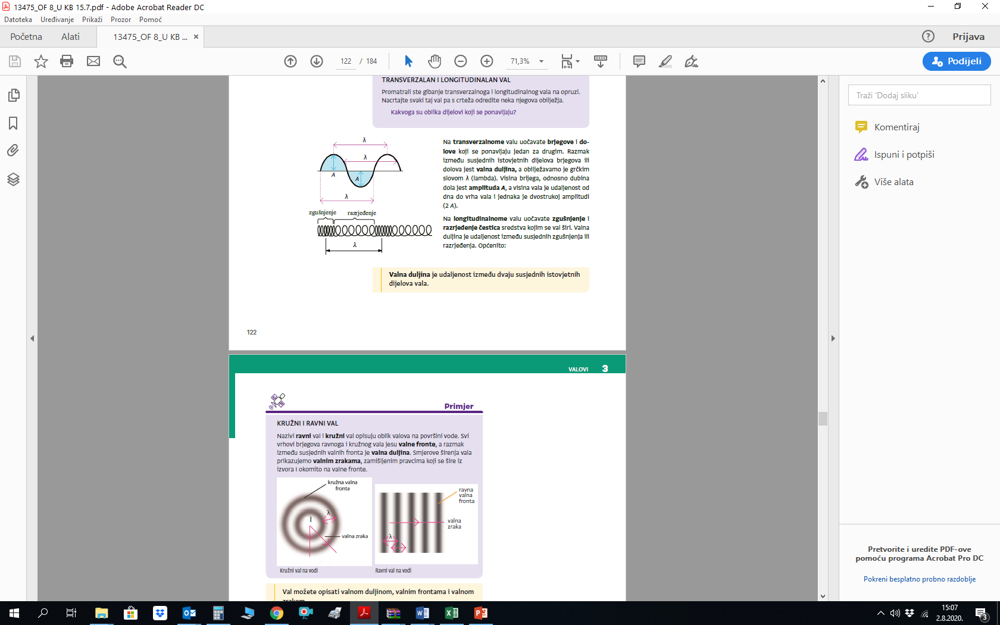 13475_OF 8_U KB 15.7.pdf - Adobe Acrobat Reader DC
Datoteka Uređivanje Prikaži Prozor Pomoć
Početna Alati 13475_OF 8_U KB ... × Prijava
122 / 184 71,3% Podijeli
TRANSVERZALAN I LONGITUDINALAN VAL
Promatrali ste gibanje transverzalnoga i longitudinalnog vala na opruzi.
Nacrtajte svaki taj val pa s crteža odredite neka njegova obilježja.
Kakvoga su oblika dijelovi koji se ponavljaju?
λ
λ
A
A
λ
zgušnjenje razrjeđenje
λ
Na transverzalnome valu uočavate brjegove i do-
love koji se ponavljaju jedan za drugim. Razmak
između susjednih istovjetnih dijelova brjegova ili
dolova jest valna duljina, a obilježavamo je grčkim
slovom λ (lambda). Visina brijega, odnosno dubina
dola jest amplituda A, a visina vala je udaljenost od
dna do vrha vala i jednaka je dvostrukoj amplitudi
(2 A).
Na longitudinalnome valu uočavate zgušnjenje i
razrjeđenje čestica sredstva kojim se val širi. Valna
duljina je udaljenost između susjednih zgušnjenja ili
razrjeđenja. Općenito:
Valna duljina je udaljenost između dvaju susjednih istovjetnih
dijelova vala.
122
VALOVI 3
Primjer
KRUŽNI I RAVNI VAL
Nazivi ravni val i kružni val opisuju oblik valova na površini vode. Svi
vrhovi brjegova ravnoga i kružnog vala jesu valne fronte, a razmak
između susjednih valnih fronta je valna duljina. Smjerove širenja vala
prikazujemo valnim zrakama, zamišljenim pravcima koji se šire iz
izvora I okomito na valne fronte.
kružna valna
fronta
λ
I
valna zraka
Kružni val na vodi
ravna
valna
fronta
valna
zraka
λ
Ravni val na vodi
Val možete opisati valnom duljinom, valnim frontama i valnom
zrakom
Traži 'Dodaj sliku'
Komentiraj
Ispuni i potpiši
Više alata
Pretvorite i uredite PDF-ove
pomoću programa Acrobat Pro DC
Pokreni besplatno probno razdoblje
15:07
2.8.2020.
3